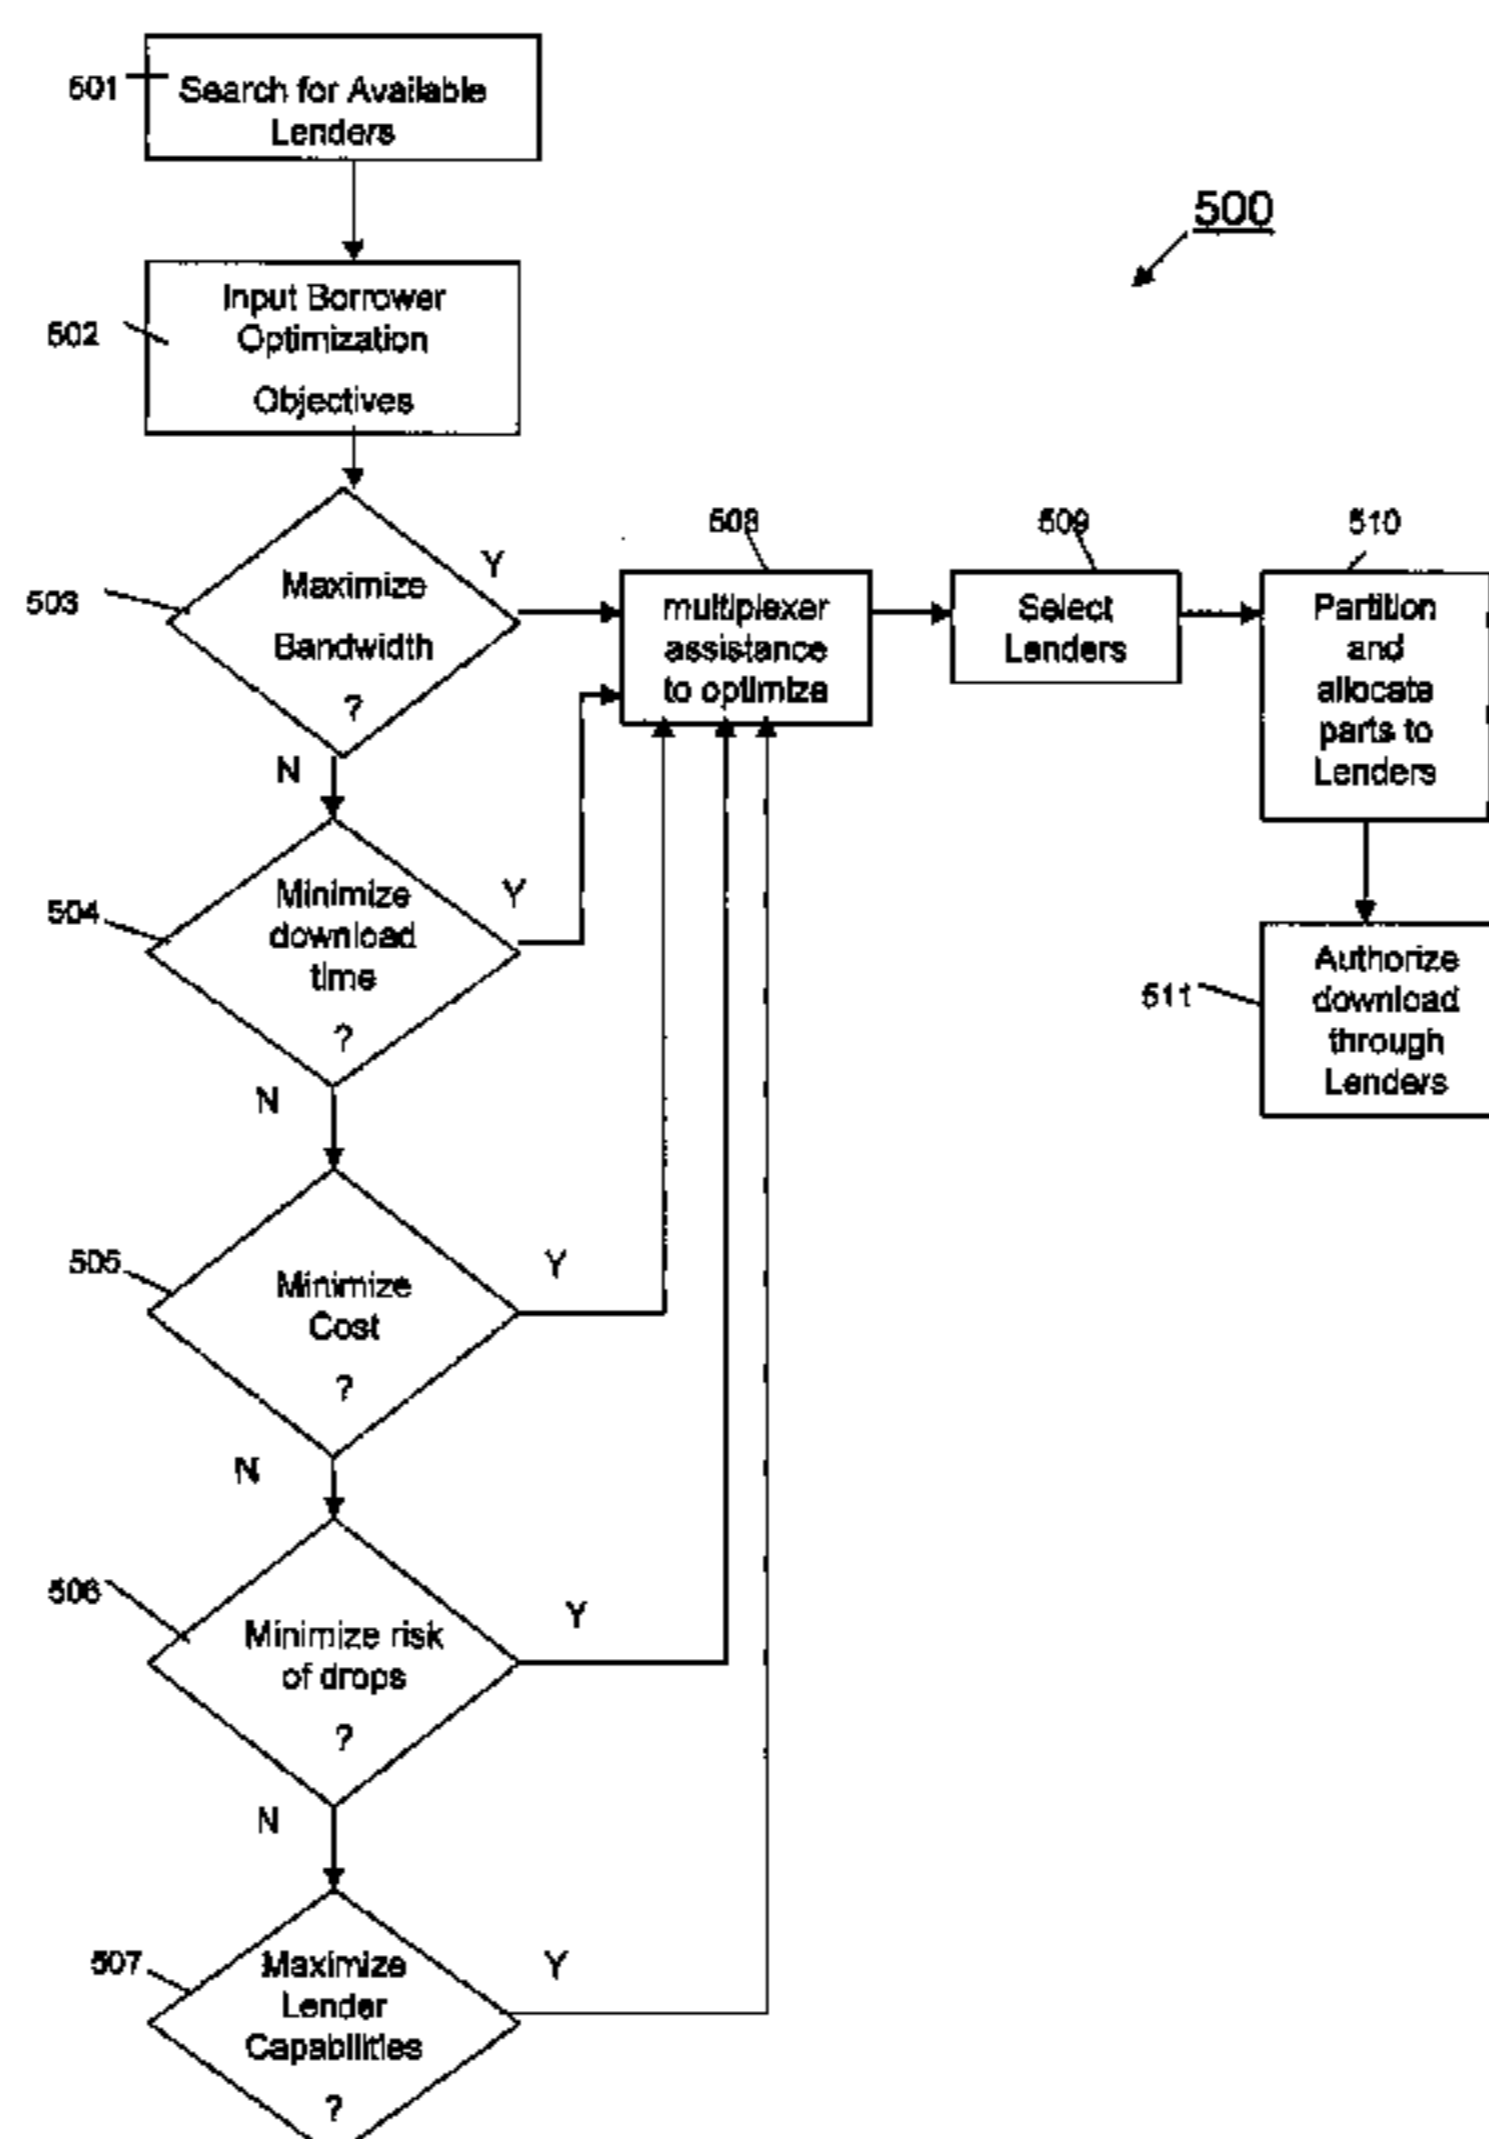 501
Search for Available
Lenders
500
502
Input Borrower
Optimization
Objectives
503
Maximize
Bandwidth
?
Y
N
508
multiplexer
assistance
to optimize
509
Select
Lenders
510
Partition
and
allocate
parts to
Lenders
504
Minimize
download
time
?
Y
N
511
Authorize
download
through
Lenders
505
Minimize
Cost
?
Y
N
506
Minimize risk
of drops
?
Y
N
507
Maximize
Lender
Capabilities
?
Y